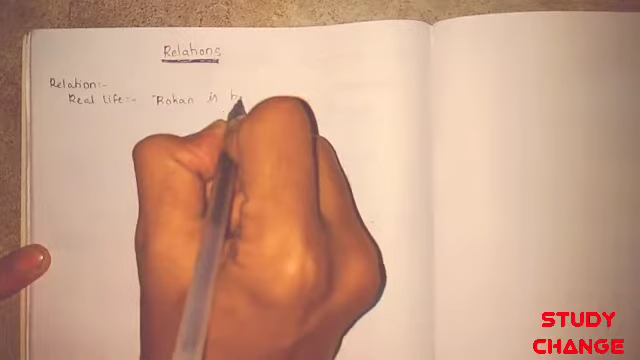 Relations
Relation:-
Real life:- "Rohan is
STUDY
CHANGE